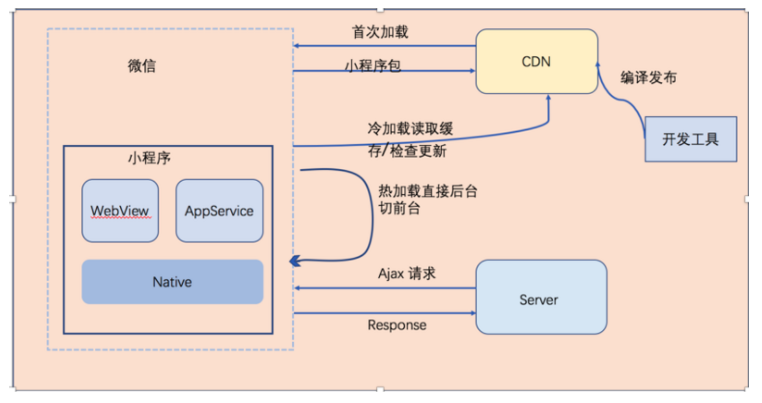 首次加载
CDN
微信
小程序包
编译发布
冷加载读取缓
存/检查更新
开发工具
小程序
WebView
AppService
热加载直接后台
切前台
Ajax 请求
Native
Server
Response